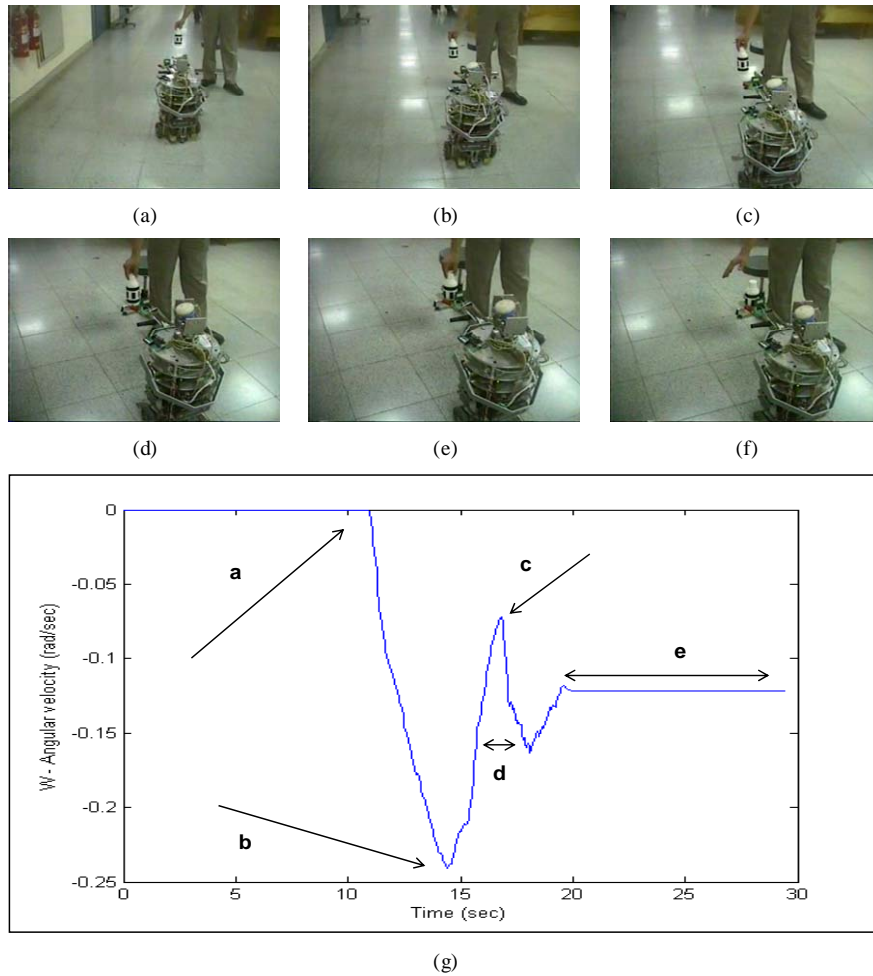 (a) (b) (c)
(d) (e) (f)
0
-0.05
-0.1
-0.15
-0.2
-0.25
W - Angular velocity (rad/sec)
a
b
c
d
e
0 5 10 15 20 25 30
Time (sec)
(g)